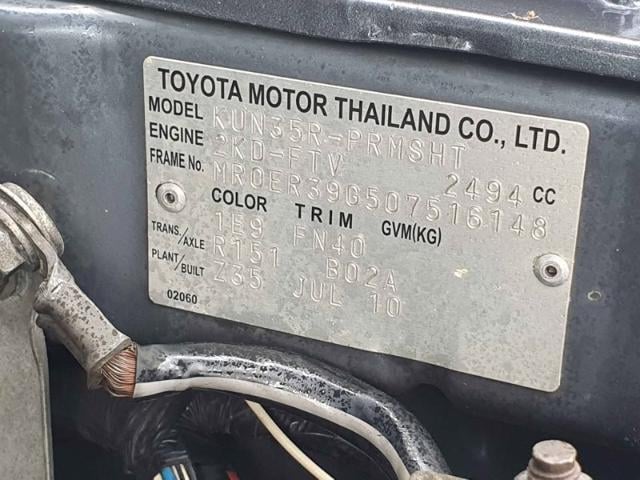 TOYOTA MOTOR THAILAND CO., LTD.
MODEL KUN35R-PRMSHT
ENGINE 2KD-FTV 2494 CC
FRAME No. MR0ER39G507516148
COLOR TRIM GVM(KG)
1E9 FN40
TRANS./AXLE R151 B02A
PLANT/BUILT Z35 JUL 10
02060